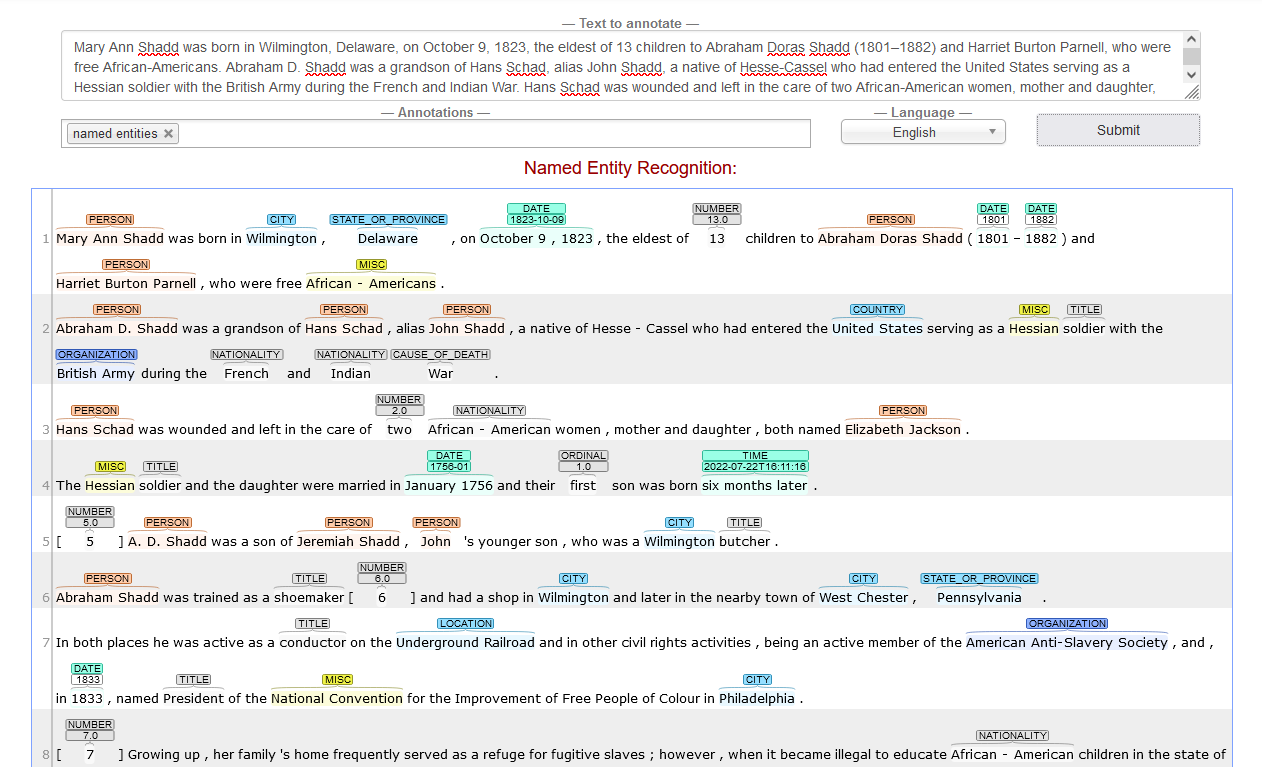 — Text to annotate —
Mary Ann Shadd was born in Wilmington, Delaware, on October 9, 1823, the eldest of 13 children to Abraham Doras Shadd (1801–1882) and Harriet Burton Parnell, who were
free African-Americans. Abraham D. Shadd was a grandson of Hans Schad, alias John Shadd, a native of Hesse-Cassel who had entered the United States serving as a
Hessian soldier with the British Army during the French and Indian War. Hans Schad was wounded and left in the care of two African-American women, mother and daughter,
— Annotations — — Language —
named entities × English Submit
Named Entity Recognition:
DATE NUMBER DATE DATE
PERSON CITY STATE_OR_PROVINCE 1823-10-09 13.0 PERSON 1801 1882
1 Mary Ann Shadd was born in Wilmington , Delaware , on October 9 , 1823 , the eldest of 13 children to Abraham Doras Shadd ( 1801 – 1882 ) and
PERSON MISC
Harriet Burton Parnell , who were free African - Americans .
PERSON PERSON PERSON COUNTRY MISC TITLE
2 Abraham D. Shadd was a grandson of Hans Schad , alias John Shadd , a native of Hesse - Cassel who had entered the United States serving as a Hessian soldier with the
ORGANIZATION NATIONALITY NATIONALITY CAUSE_OF_DEATH
British Army during the French and Indian War .
NUMBER
PERSON 2.0 NATIONALITY PERSON
3 Hans Schad was wounded and left in the care of two African - American women , mother and daughter , both named Elizabeth Jackson .
DATE ORDINAL TIME
MISC TITLE 1756-01 1.0 2022-07-22T16:11:16
4 The Hessian soldier and the daughter were married in January 1756 and their first son was born six months later .
NUMBER
5.0 PERSON PERSON PERSON CITY TITLE
5 [ 5 ] A. D. Shadd was a son of Jeremiah Shadd , John 's younger son , who was a Wilmington butcher .
NUMBER
PERSON TITLE 6.0 CITY CITY STATE_OR_PROVINCE
6 Abraham Shadd was trained as a shoemaker [ 6 ] and had a shop in Wilmington and later in the nearby town of West Chester , Pennsylvania .
TITLE LOCATION ORGANIZATION
7 In both places he was active as a conductor on the Underground Railroad and in other civil rights activities , being an active member of the American Anti-Slavery Society , and ,
DATE
1833 TITLE MISC CITY
in 1833 , named President of the National Convention for the Improvement of Free People of Colour in Philadelphia .
NUMBER
7.0 NATIONALITY
8 [ 7 ] Growing up , her family 's home frequently served as a refuge for fugitive slaves ; however , when it became illegal to educate African - American children in the state of